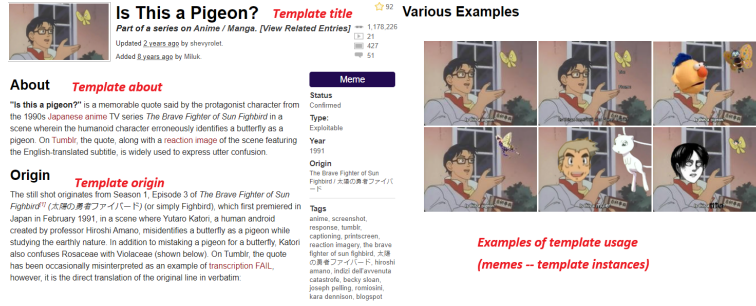 Is This a Pigeon?
Template title
92
Part of a series on Anime / Manga. [View Related Entries]
Updated 2 years ago by shevyrolet.
Added 8 years ago by Miluk.
1,178,226
21
427
51
About
Template about
"Is this a pigeon?" is a memorable quote said by the protagonist character from
the 1990s Japanese anime TV series The Brave Fighter of Sun Fighbird in a
scene wherein the humanoid character erroneously identifies a butterfly as a
pigeon. On Tumblr, the quote, along with a reaction image of the scene featuring
the English-translated subtitle, is widely used to express utter confusion.
Origin
Template origin
The still shot originates from Season 1, Episode 3 of The Brave Fighter of Sun
Fighbird[1] (太陽の勇者ファイバード) (or simply Fighbird), which first premiered in
Japan in February 1991, in a scene where Yutaro Katori, a human android
created by professor Hiroshi Amano, misidentifies a butterfly as a pigeon while
studying the earthly nature. In addition to mistaking a pigeon for a butterfly, Katori
also confuses Rosaceae with Violaceae (shown below). On Tumblr, the quote
has been occasionally misinterpreted as an example of transcription FAIL,
however, it is the direct translation of the original line in verbatim:
Meme
Status
Confirmed
Type:
Exploitable
Year
1991
Origin
The Brave Fighter of Sun
Fighbird / 太陽の勇者ファイバ
ード
Tags
anime, screenshot,
response, tumblr,
captioning, printscreen,
reaction imagery, the brave
fighter of sun fighbird, 太陽
の勇者ファイバード, hiroshi
amano, indizi dell'avvenuta
catastrofe, becky sloan,
joseph pelling, romiosini,
kara dennison, blogspot
Various Examples
Examples of template usage
(memes -- template instances)